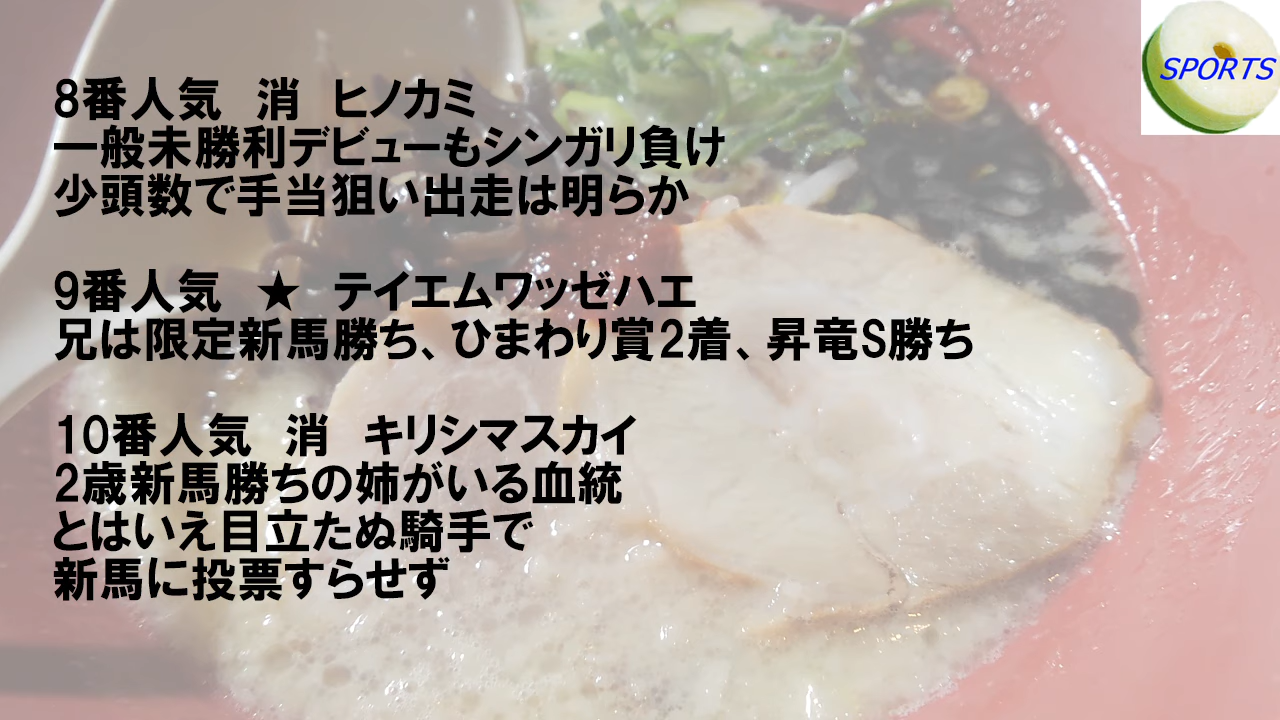 SPORTS
8番人気　消　ヒノカミ
一般未勝利デビューもシンガリ負け
少頭数で手当狙い出走は明らか
9番人気　★　テイエムワッゼハエ
兄は限定新馬勝ち、ひまわり賞2着、昇竜S勝ち
10番人気　消　キリシマスカイ
2歳新馬勝ちの姉がいる血統
とはいえ目立たぬ騎手で
新馬に投票すらせず